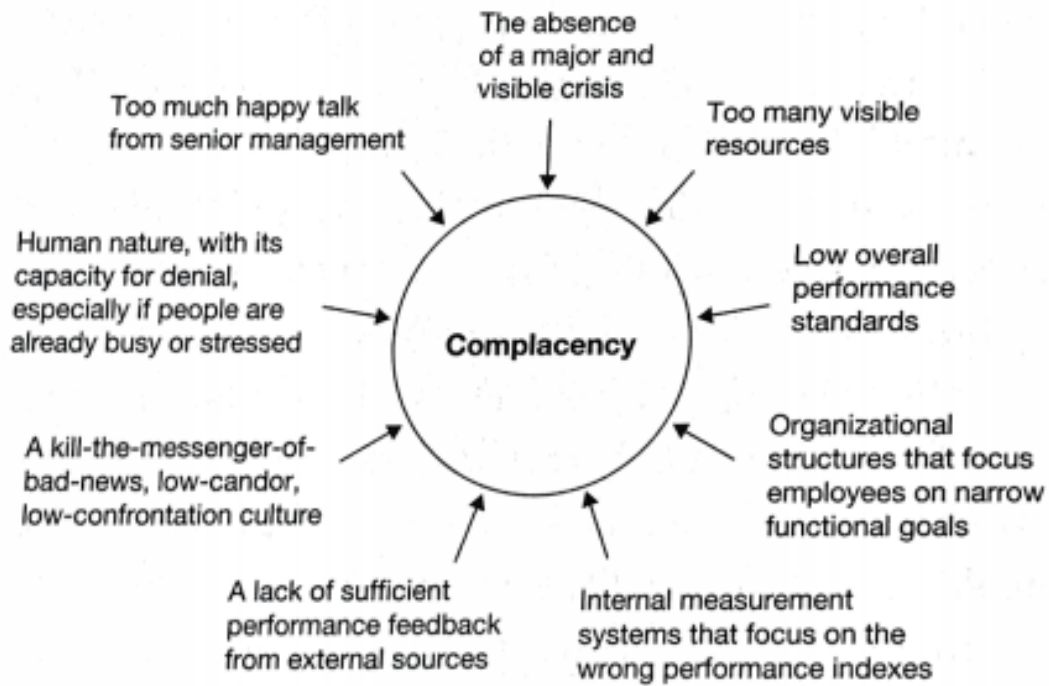 The absence
of a major and
visible crisis
Too many visible
resources
Low overall
performance
standards
Organizational
structures that focus
employees on narrow
functional goals
Internal measurement
systems that focus on the
wrong performance indexes
A lack of sufficient
performance feedback
from external sources
A kill-the-messenger-of-
bad-news, low-candor,
low-confrontation culture
Human nature, with its
capacity for denial,
especially if people are
already busy or stressed
Too much happy talk
from senior management
Complacency